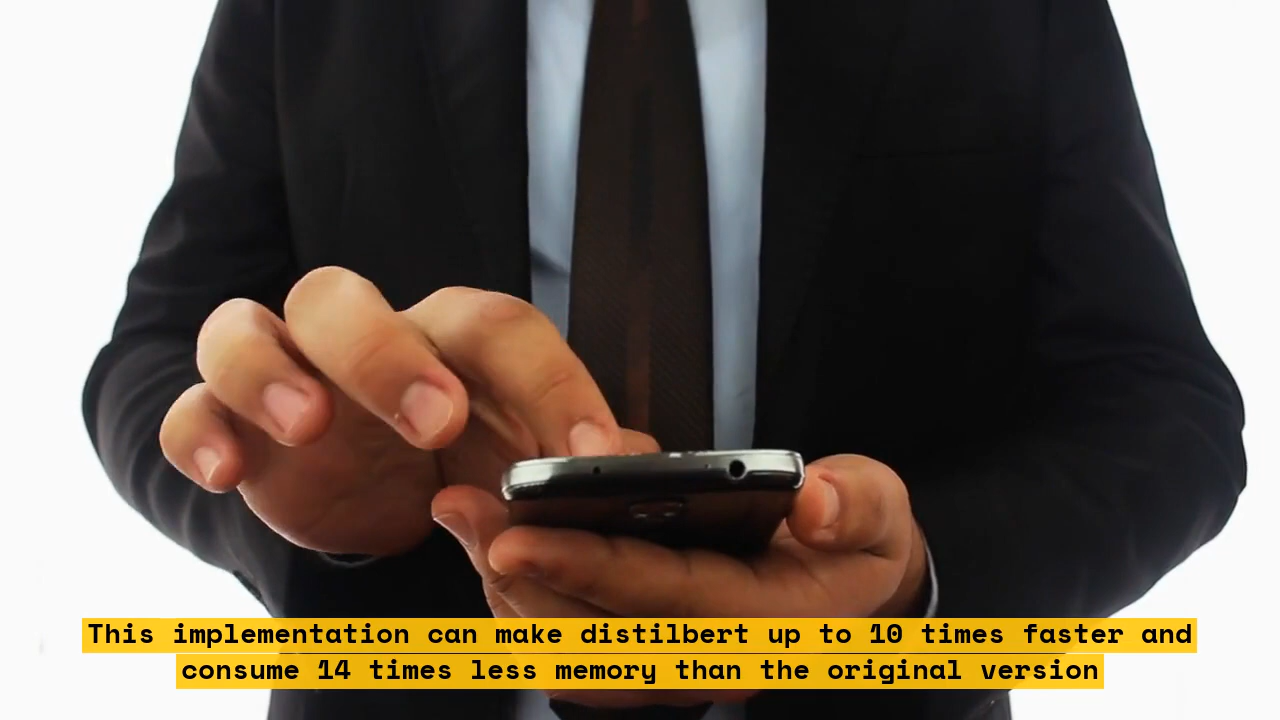 This implementation can make distilbert up to 10 times faster and
consume 14 times less memory than the original version